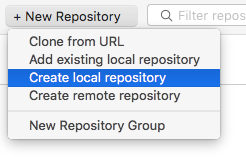 + New Repository
Filter repos
Clone from URL
Add existing local repository
Create local repository
Create remote repository
New Repository Group